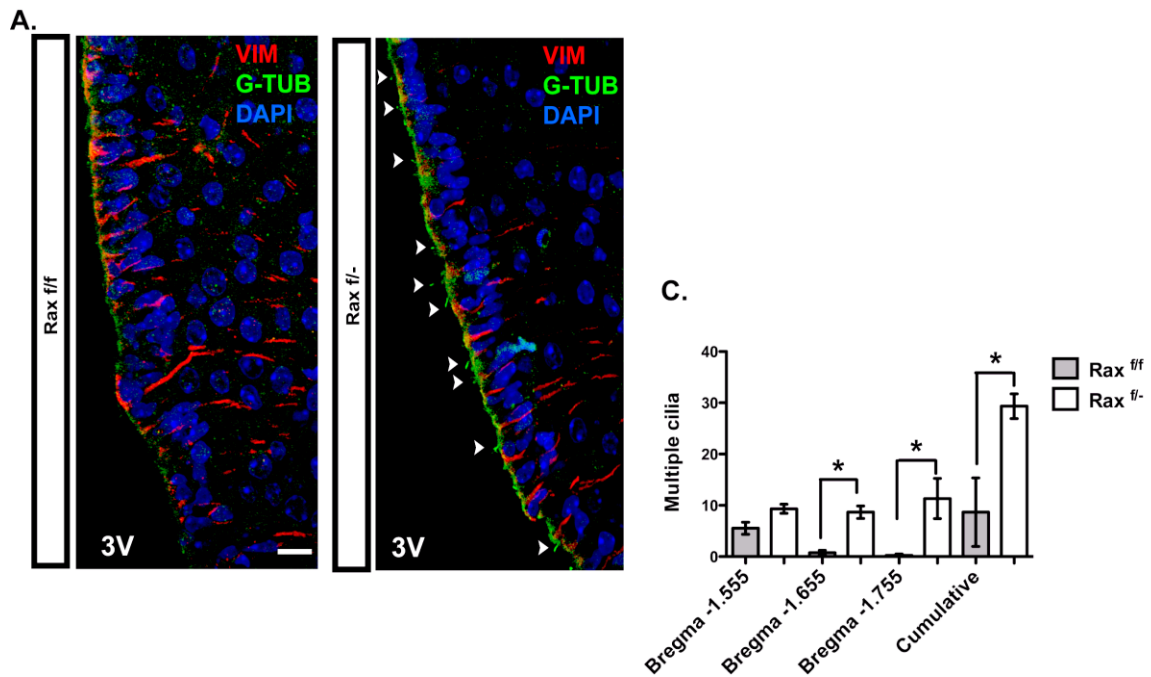 A.
Rax f/f
VIM
G-TUB
DAPI
3V
Rax f/-
VIM
G-TUB
DAPI
3V
C.
Multiple cilia
40
30
20
10
0
*
*
*
Bregma -1.555
Bregma -1.655
Bregma -1.755
Cumulative
Rax f/f
Rax f/-